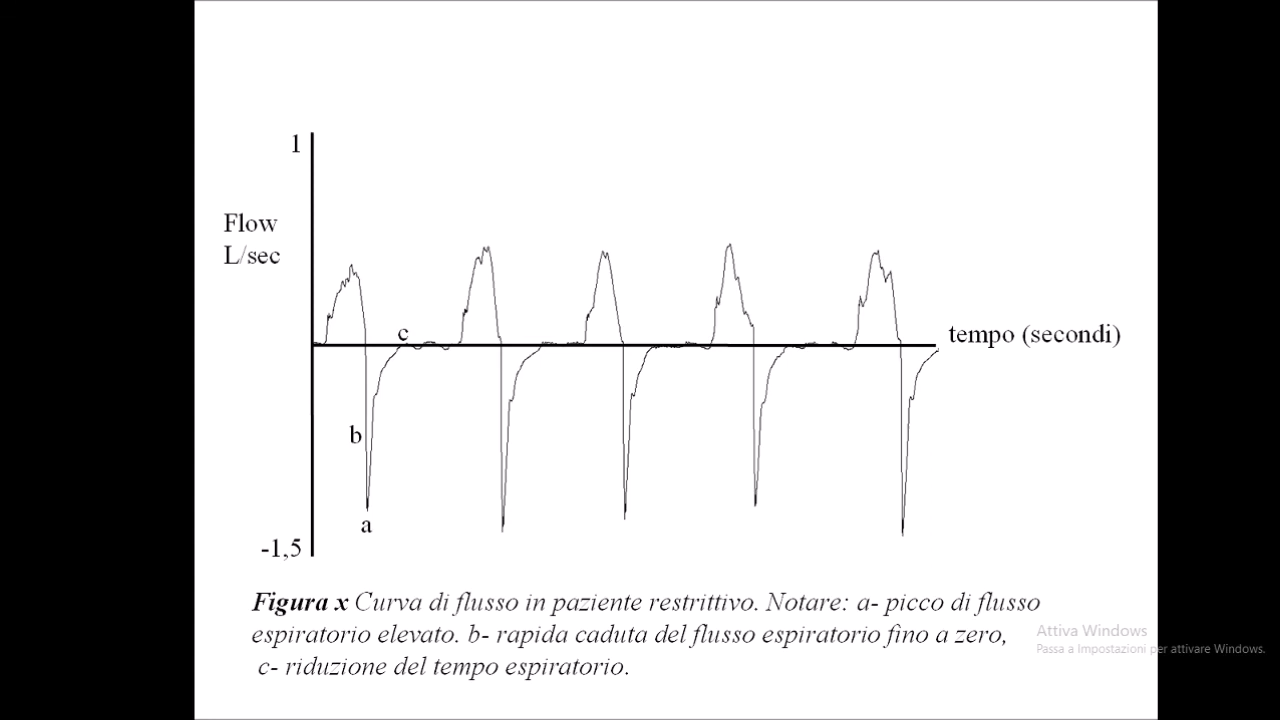 1
Flow
L/sec
c
tempo (secondi)
b
a
-1,5
Figura x Curva di flusso in paziente restrittivo. Notare: a- picco di flusso
espiratorio elevato. b- rapida caduta del flusso espiratorio fino a zero,
c- riduzione del tempo espiratorio.
Attiva Windows
Passa a Impostazioni per attivare Windows.